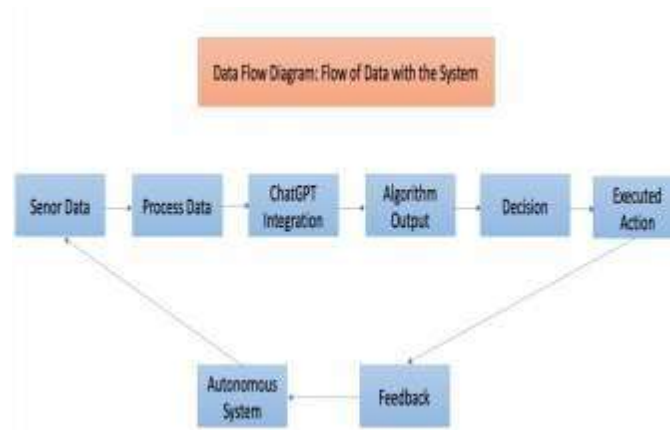 Data Flow Diagram: Flow of Data with the System
Senor Data
Process Data
ChatGPT
Integration
Algorithm
Output
Decision
Executed
Action
Autonomous
System
Feedback